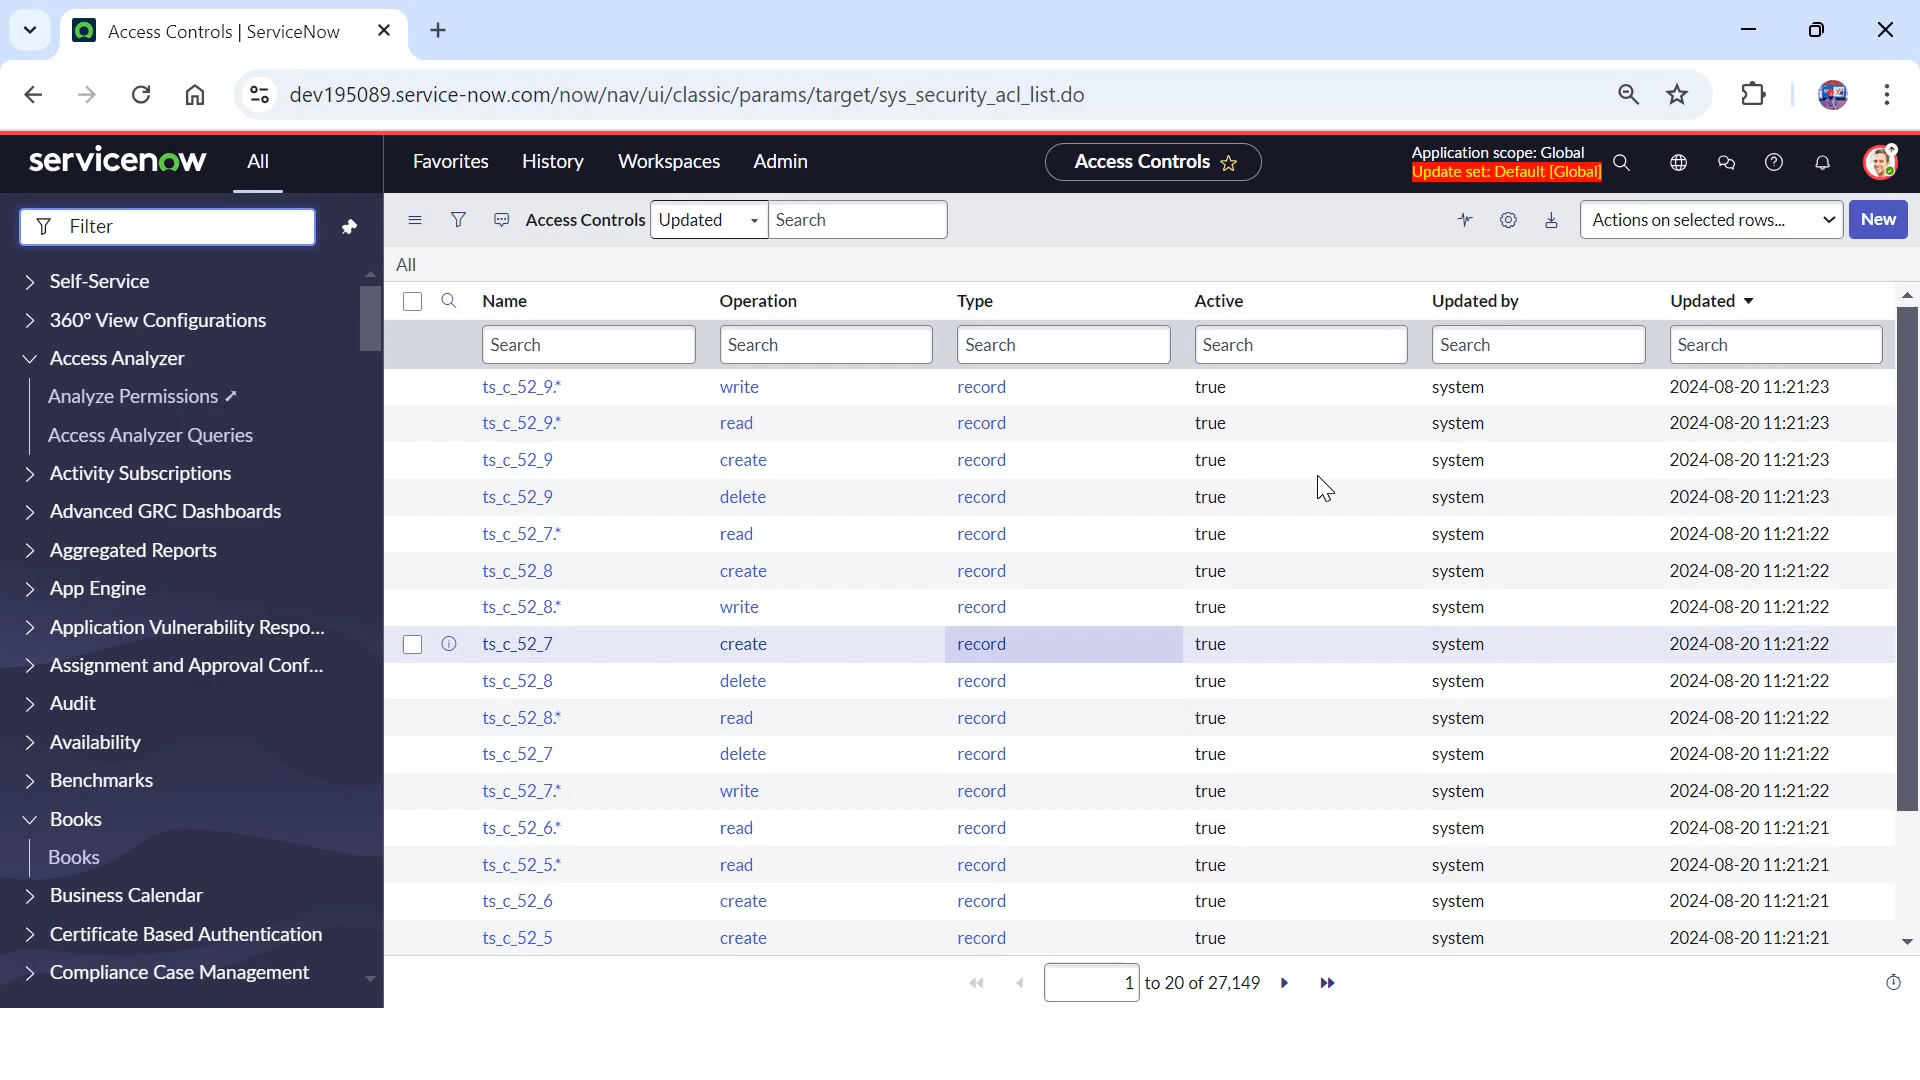 Access Controls | ServiceNow
dev195089.service-now.com/now/nav/ui/classic/params/target/sys_security_acl_list.do
servicenow
All
Favorites
History
Workspaces
Admin
Access Controls
Application scope: Global
Update set: Default [Global]
Filter
Self-Service
360° View Configurations
Access Analyzer
Analyze Permissions
Access Analyzer Queries
Activity Subscriptions
Advanced GRC Dashboards
Aggregated Reports
App Engine
Application Vulnerability Respo...
Assignment and Approval Conf...
Audit
Availability
Benchmarks
Books
Books
Business Calendar
Certificate Based Authentication
Compliance Case Management
Access Controls Updated Search
Actions on selected rows... New
All
Name Operation Type Active Updated by Updated
Search Search Search Search Search Search
ts_c_52_9.* write record true system 2024-08-20 11:21:23
ts_c_52_9.* read record true system 2024-08-20 11:21:23
ts_c_52_9 create record true system 2024-08-20 11:21:23
ts_c_52_9 delete record true system 2024-08-20 11:21:23
ts_c_52_7.* read record true system 2024-08-20 11:21:22
ts_c_52_8 create record true system 2024-08-20 11:21:22
ts_c_52_8.* write record true system 2024-08-20 11:21:22
ts_c_52_7 create record true system 2024-08-20 11:21:22
ts_c_52_8 delete record true system 2024-08-20 11:21:22
ts_c_52_8.* read record true system 2024-08-20 11:21:22
ts_c_52_7 delete record true system 2024-08-20 11:21:22
ts_c_52_7.* write record true system 2024-08-20 11:21:22
ts_c_52_6.* read record true system 2024-08-20 11:21:21
ts_c_52_5.* read record true system 2024-08-20 11:21:21
ts_c_52_6 create record true system 2024-08-20 11:21:21
ts_c_52_5 create record true system 2024-08-20 11:21:21
1 to 20 of 27,149